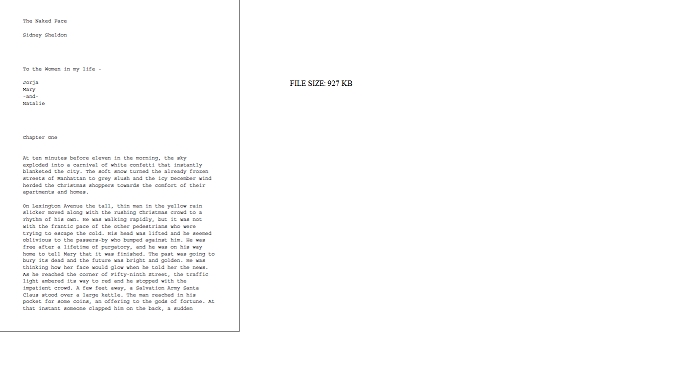 The Naked Face
Sidney Sheldon
To the Women in my life -
Jorja
Mary
-and-
Natalie
Chapter One
At ten minutes before eleven in the morning, the sky
exploded into a carnival of white confetti that instantly
blanketed the city. The soft snow turned the already frozen
streets of Manhattan to grey slush and the icy December wind
herded the Christmas shoppers towards the comfort of their
apartments and homes.
On Lexington Avenue the tall, thin man in the yellow rain
slicker moved along with the rushing Christmas crowd to a
rhythm of his own. He was walking rapidly, but it was not
with the frantic pace of the other pedestrians who were
trying to escape the cold. His head was lifted and he seemed
oblivious to the passers-by who bumped against him. He was
free after a lifetime of purgatory, and he was on his way
home to tell Mary that it was finished. The past was going to
bury its dead and the future was bright and golden. He was
thinking how her face would glow when he told her the news.
As he reached the corner of Fifty-ninth Street, the traffic
light ambered its way to red and he stopped with the
impatient crowd. A few feet away, a Salvation Army Santa
Claus stood over a large kettle. The man reached in his
pocket for some coins, an offering to the gods of fortune. At
that instant someone clapped him on the back, a sudden
FILE SIZE: 927 KB